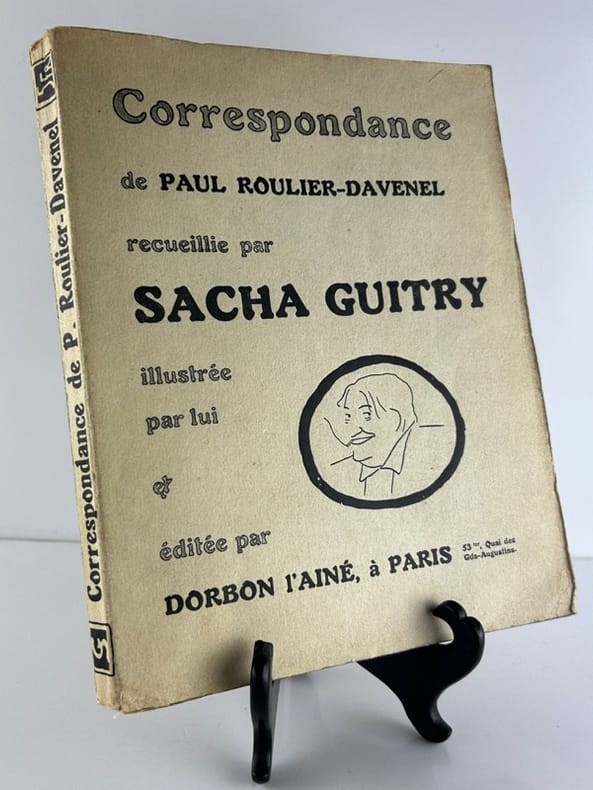 Correspondance
de PAUL ROULIER-DAVENEL
recueillie par
SACHA GUITRY
illustrée
par lui
&
éditée par
DORBON l'AINÉ, à PARIS
53 ter, Quai des
Gds-Augustins.
Correspondance de P. Roulier-Davenel